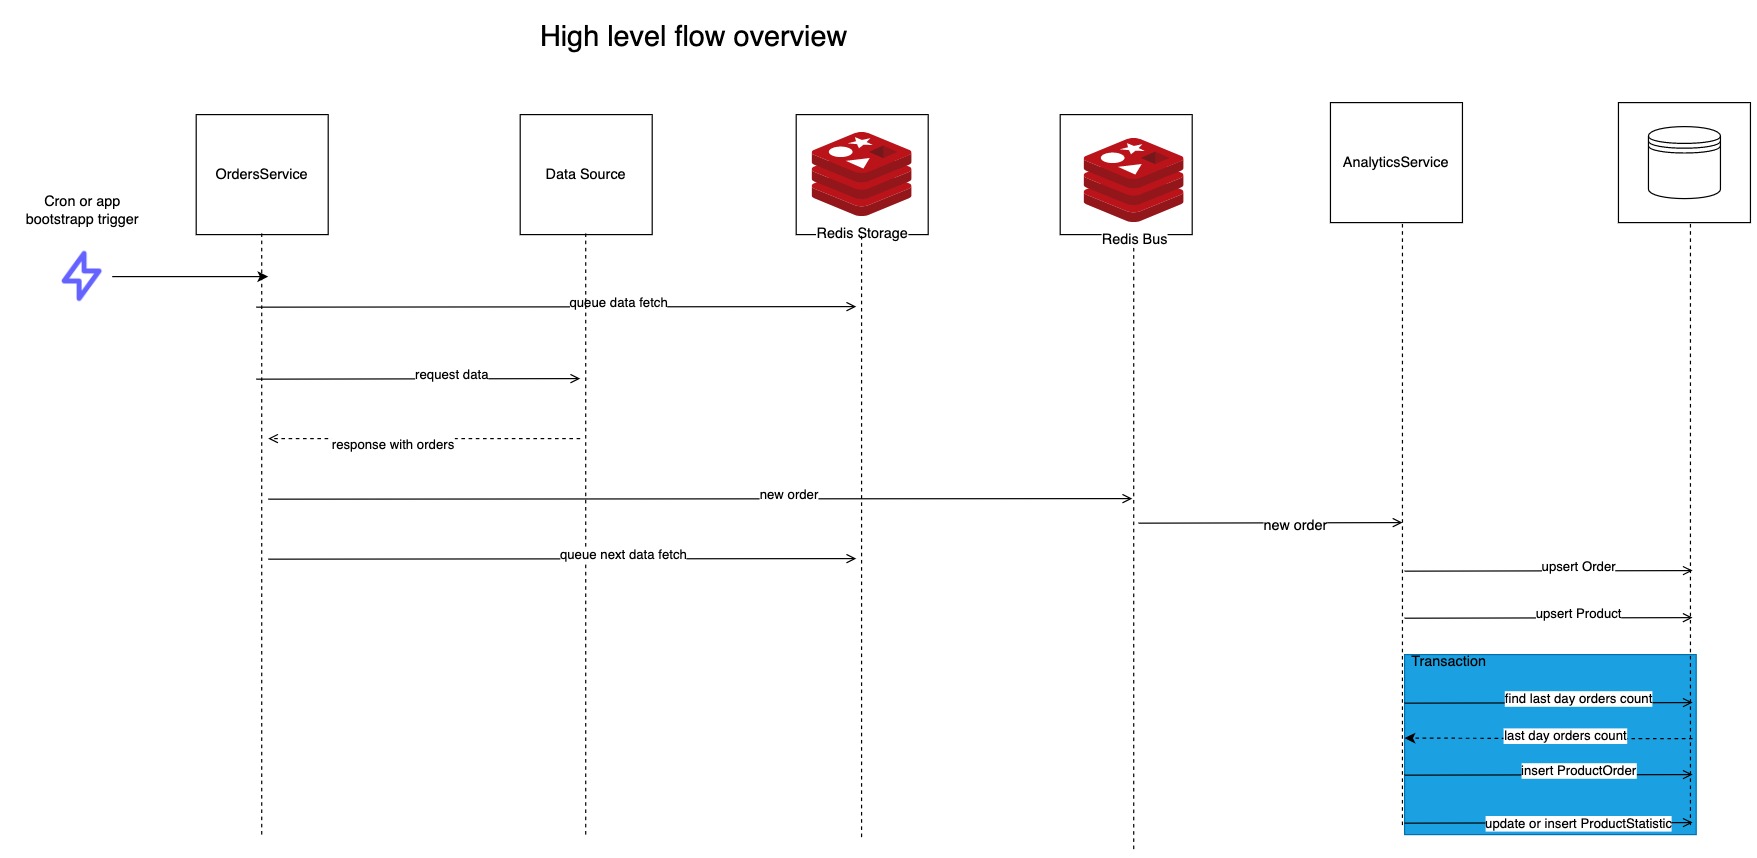 High level flow overview
OrdersService
Data Source
Redis Storage
Redis Bus
AnalyticsService
Cron or app
bootstrapp trigger
queue data fetch
request data
response with orders
new order
new order
queue next data fetch
upsert Order
upsert Product
Transaction
find last day orders count
last day orders count
insert ProductOrder
update or insert ProductStatistic